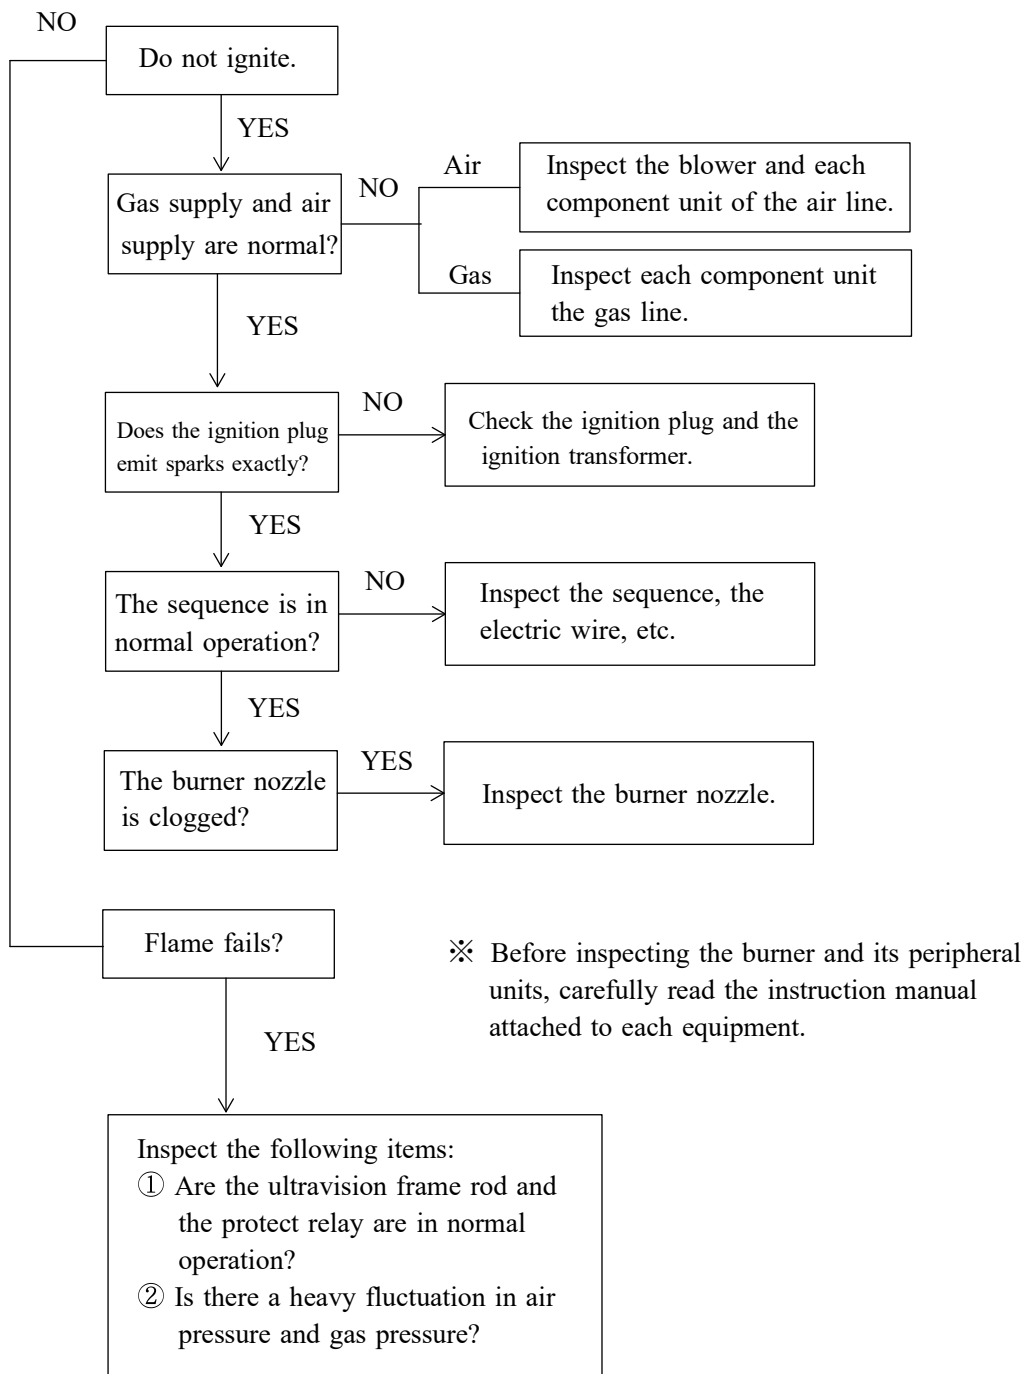 NO
Do not ignite.
YES
Gas supply and air
supply are normal?
NO
Air
Inspect the blower and each
component unit of the air line.
Gas
Inspect each component unit
the gas line.
YES
Does the ignition plug
emit sparks exactly?
NO
Check the ignition plug and the
ignition transformer.
YES
The sequence is in
normal operation?
NO
Inspect the sequence, the
electric wire, etc.
YES
The burner nozzle
is clogged?
YES
Inspect the burner nozzle.
Flame fails?
※ Before inspecting the burner and its peripheral
units, carefully read the instruction manual
attached to each equipment.
YES
Inspect the following items:
① Are the ultravision frame rod and
the protect relay are in normal
operation?
② Is there a heavy fluctuation in air
pressure and gas pressure?